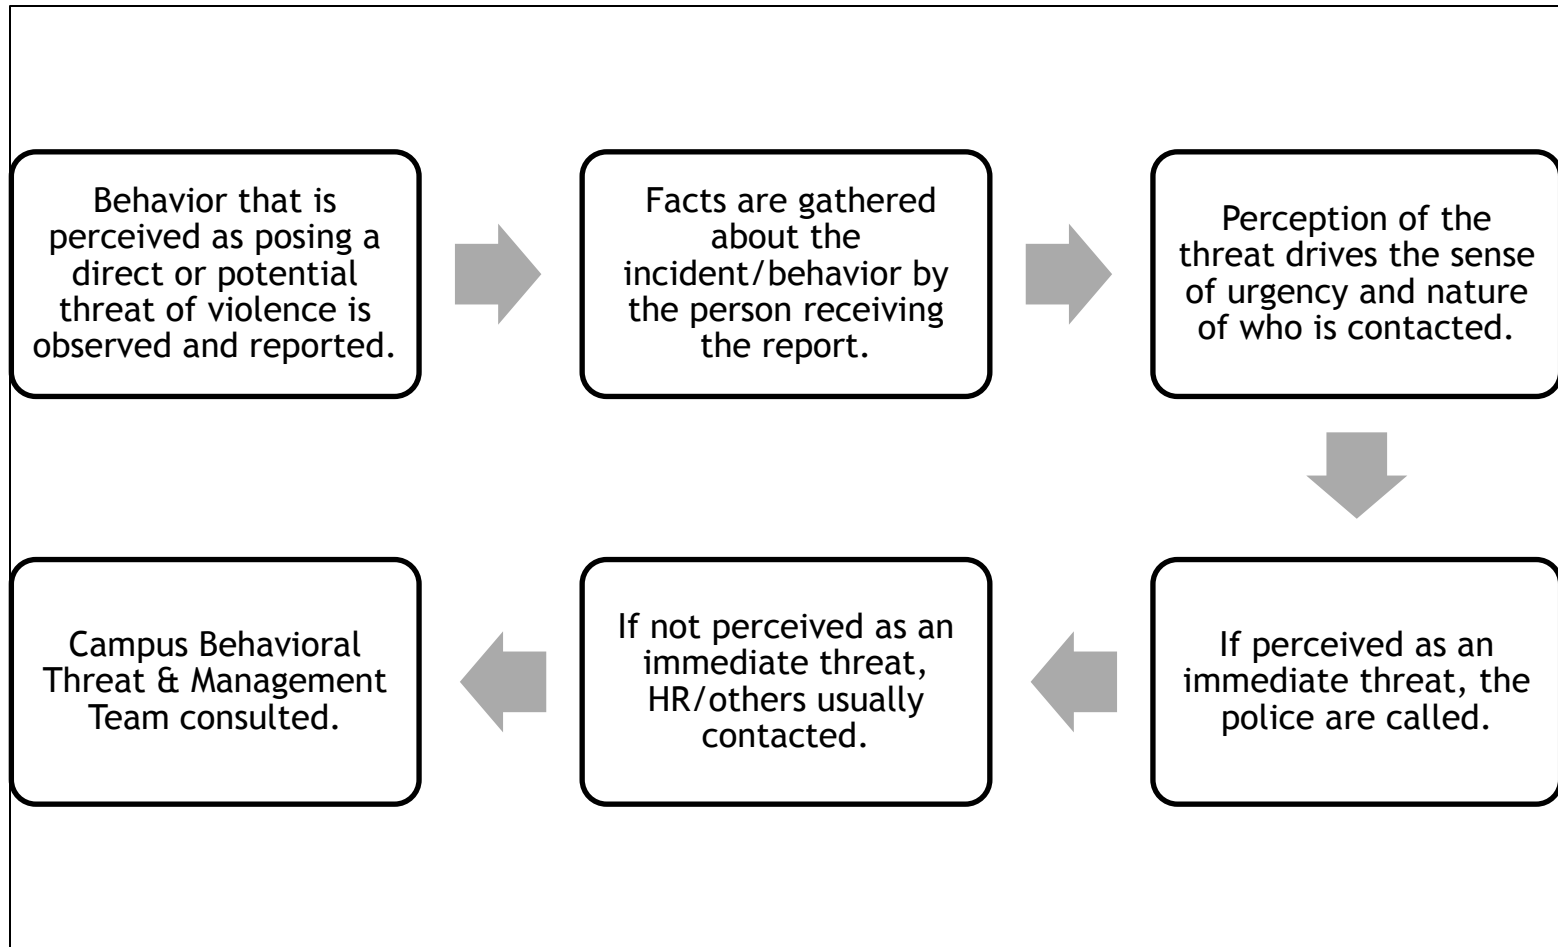 Behavior that is
perceived as posing a
direct or potential
threat of violence is
observed and reported.
Facts are gathered
about the
incident/behavior by
the person receiving
the report.
Perception of the
threat drives the sense
of urgency and nature
of who is contacted.
If perceived as an
immediate threat, the
police are called.
If not perceived as an
immediate threat,
HR/others usually
contacted.
Campus Behavioral
Threat & Management
Team consulted.